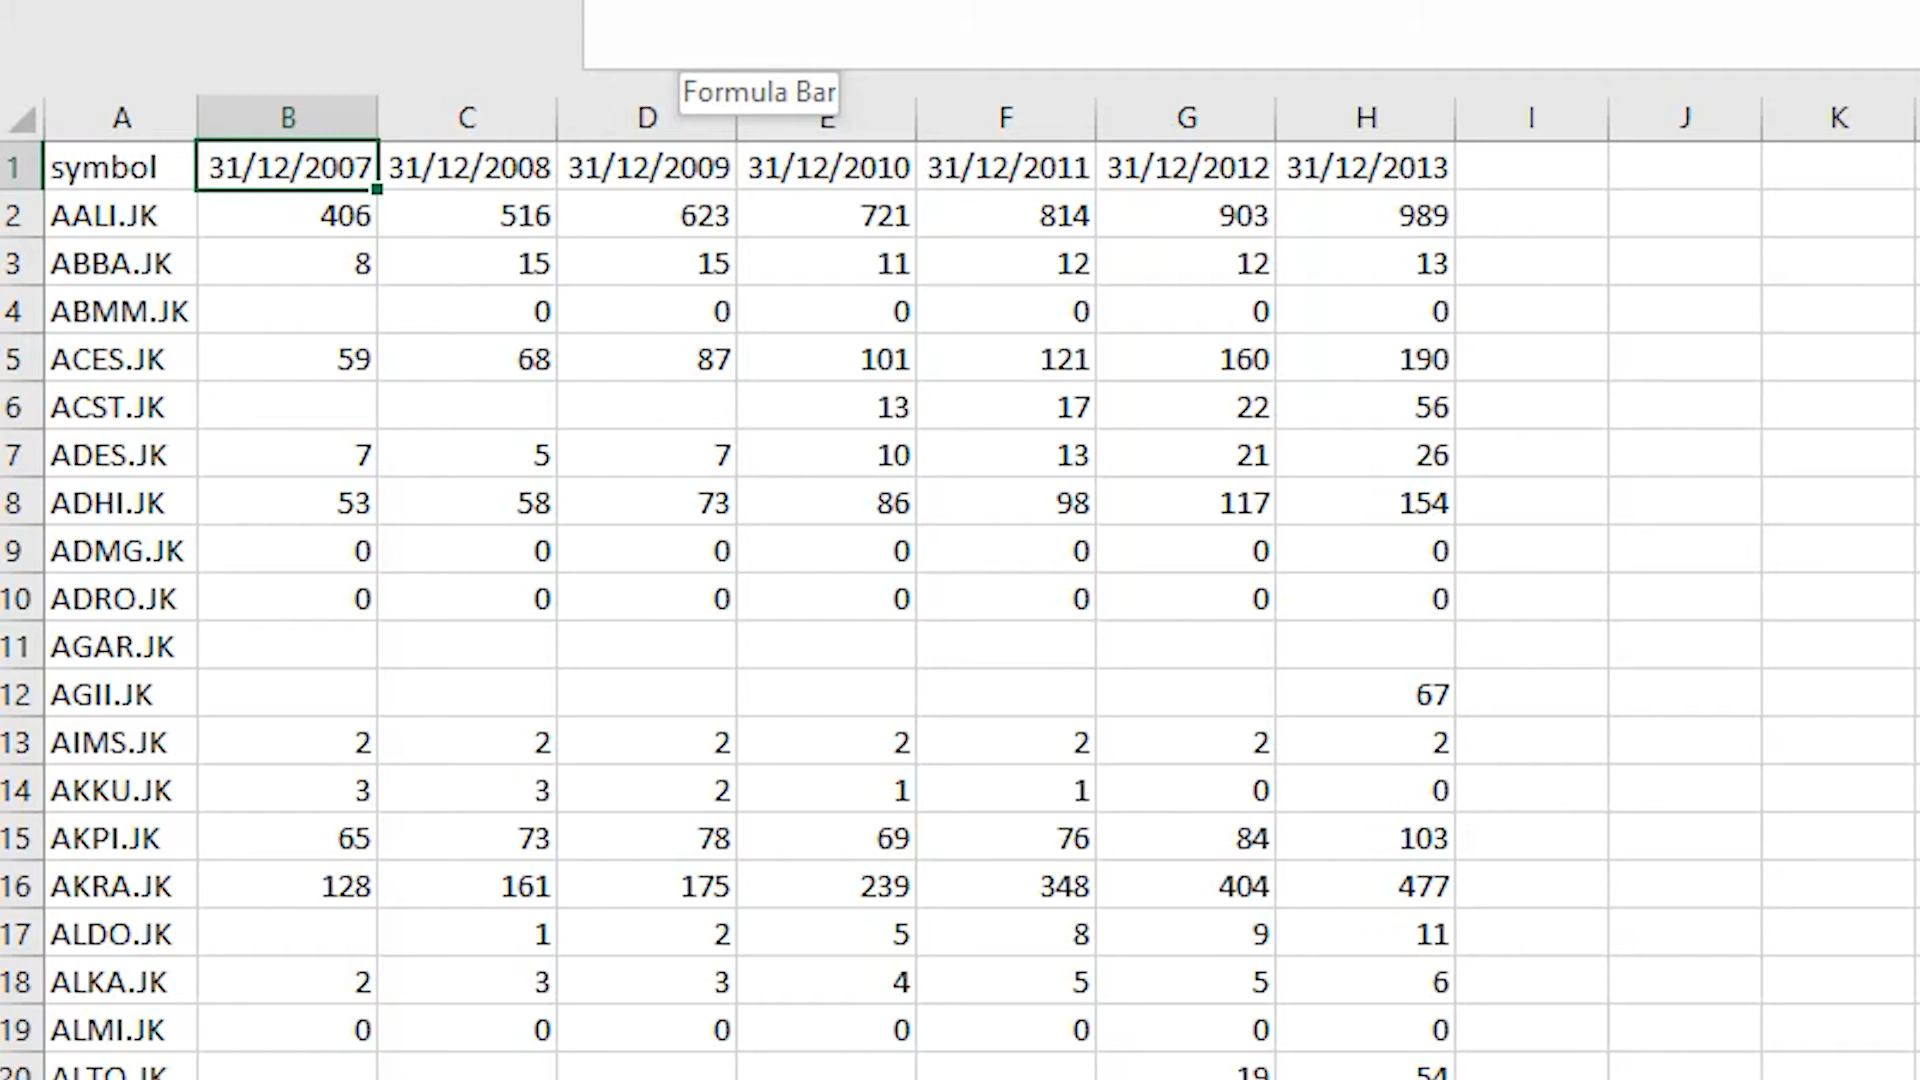 Formula Bar
A B C D E F G H I J K
1 symbol 31/12/2007 31/12/2008 31/12/2009 31/12/2010 31/12/2011 31/12/2012 31/12/2013
2 AALI.JK 406 516 623 721 814 903 989
3 ABBA.JK 8 15 15 11 12 12 13
4 ABMM.JK 0 0 0 0 0 0
5 ACES.JK 59 68 87 101 121 160 190
6 ACST.JK 13 17 22 56
7 ADES.JK 7 5 7 10 13 21 26
8 ADHI.JK 53 58 73 86 98 117 154
9 ADMG.JK 0 0 0 0 0 0 0
10 ADRO.JK 0 0 0 0 0 0 0
11 AGAR.JK
12 AGII.JK 67
13 AIMS.JK 2 2 2 2 2 2 2
14 AKKU.JK 3 3 2 1 1 0 0
15 AKPI.JK 65 73 78 69 76 84 103
16 AKRA.JK 128 161 175 239 348 404 477
17 ALDO.JK 1 2 5 8 9 11
18 ALKA.JK 2 3 3 4 5 5 6
19 ALMI.JK 0 0 0 0 0 0 0
20 ALTO.JK 19 54